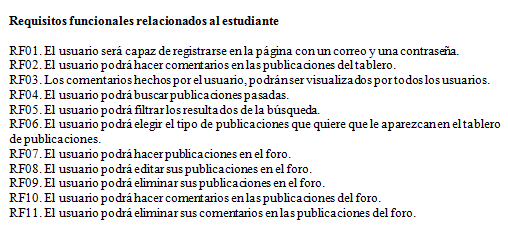 Requisitos funcionales relacionados al estudiante
RF01. El usuario será capaz de registrarse en la página con un correo y una contraseña.
RF02. El usuario podrá hacer comentarios en las publicaciones del tablero.
RF03. Los comentarios hechos por el usuario, podrán ser visualizados por todos los usuarios.
RF04. El usuario podrá buscar publicaciones pasadas.
RF05. El usuario podrá filtrar los resultados de la búsqueda.
RF06. El usuario podrá elegir el tipo de publicaciones que quiere que le aparezcan en el tablero
de publicaciones.
RF07. El usuario podrá hacer publicaciones en el foro.
RF08. El usuario podrá editar sus publicaciones en el foro.
RF09. El usuario podrá eliminar sus publicaciones en el foro.
RF10. El usuario podrá hacer comentarios en las publicaciones del foro.
RF11. El usuario podrá eliminar sus comentarios en las publicaciones del foro.